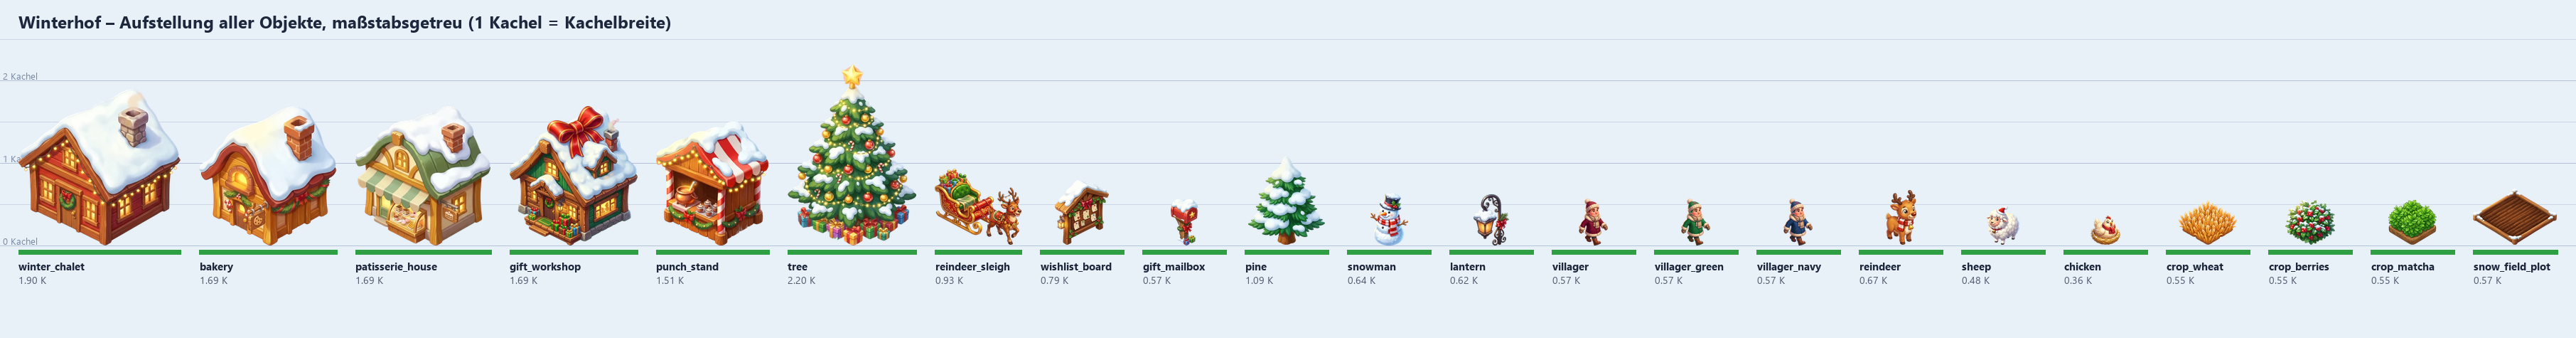 Winterhof – Aufstellung aller Objekte, maßstabsgetreu (1 Kachel = Kachelbreite)
2 Kachel
1 Ka
0 Kachel
winter_chalet
1.90 K
bakery
1.69 K
patisserie_house
1.69 K
gift_workshop
1.69 K
punch_stand
1.51 K
tree
2.20 K
reindeer_sleigh
0.93 K
wishlist_board
0.79 K
gift_mailbox
0.57 K
pine
1.09 K
snowman
0.64 K
lantern
0.62 K
villager
0.57 K
villager_green
0.57 K
villager_navy
0.57 K
reindeer
0.67 K
sheep
0.48 K
chicken
0.36 K
crop_wheat
0.55 K
crop_berries
0.55 K
crop_matcha
0.55 K
snow_field_plot
0.57 K